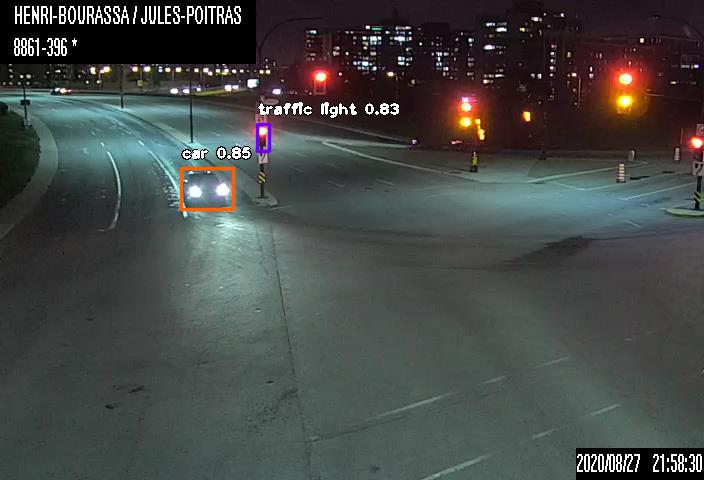 HENRI-BOURASSA / JULES-POITRAS
8861-396 *
traffic light 0.83
car 0.85
2020/08/27 21:58:30